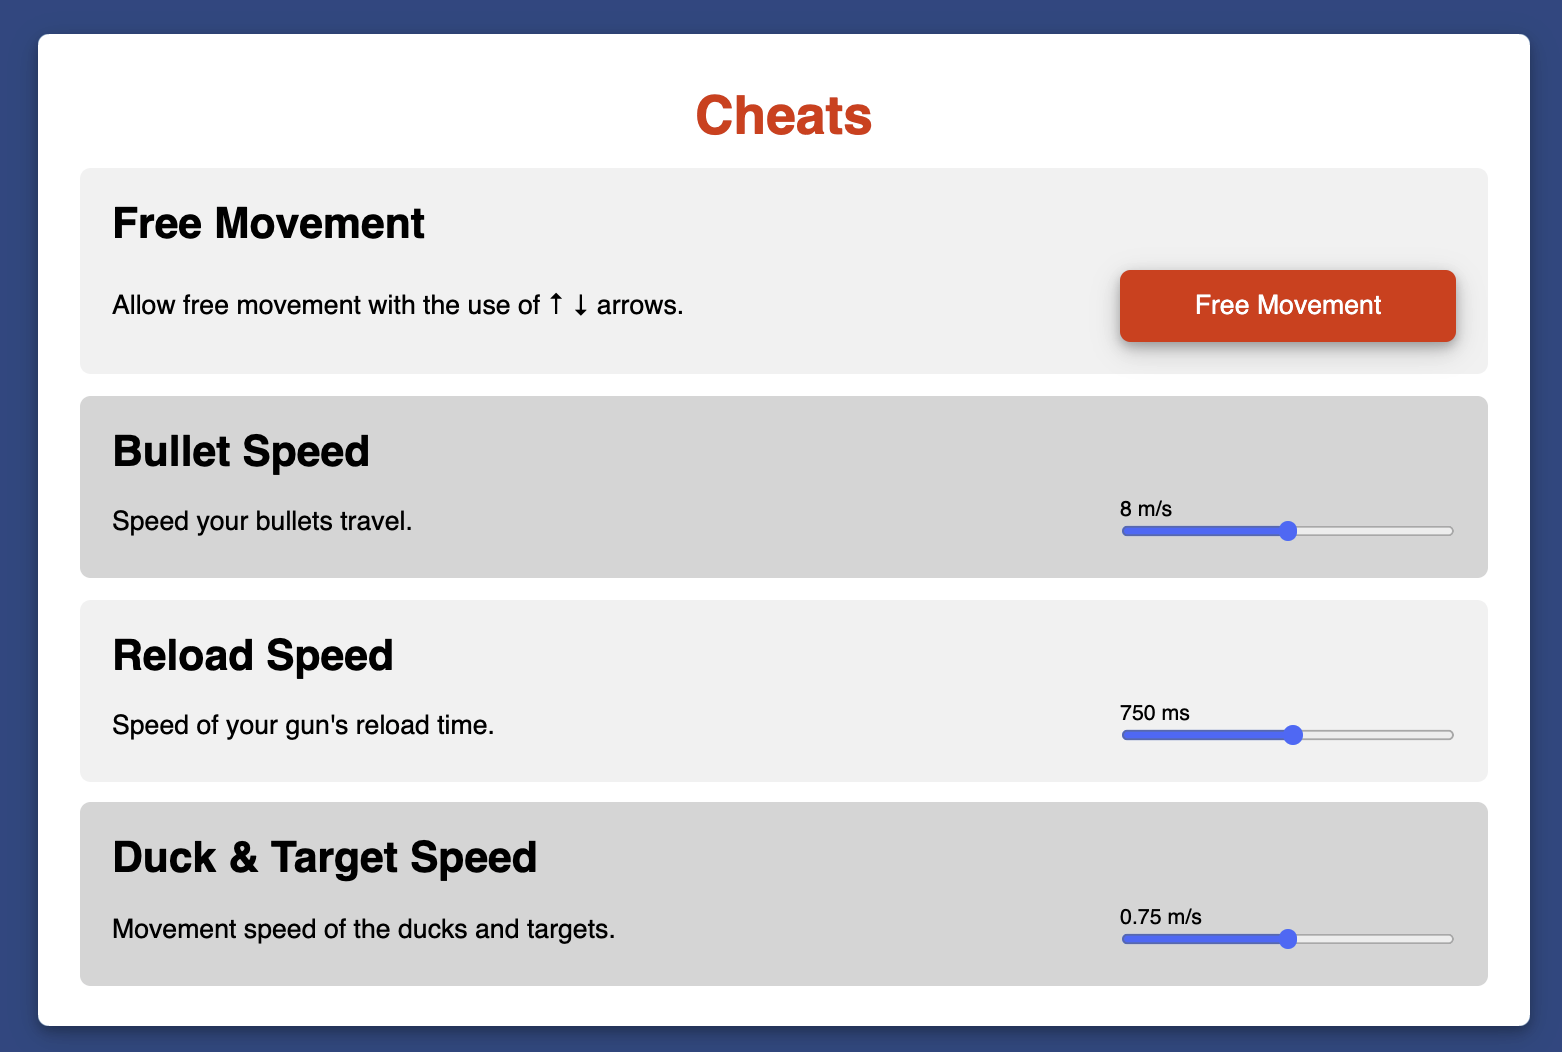 Cheats
Free Movement
Allow free movement with the use of ↑ ↓ arrows.
Free Movement
Bullet Speed
Speed your bullets travel.
8 m/s
Reload Speed
Speed of your gun's reload time.
750 ms
Duck & Target Speed
Movement speed of the ducks and targets.
0.75 m/s